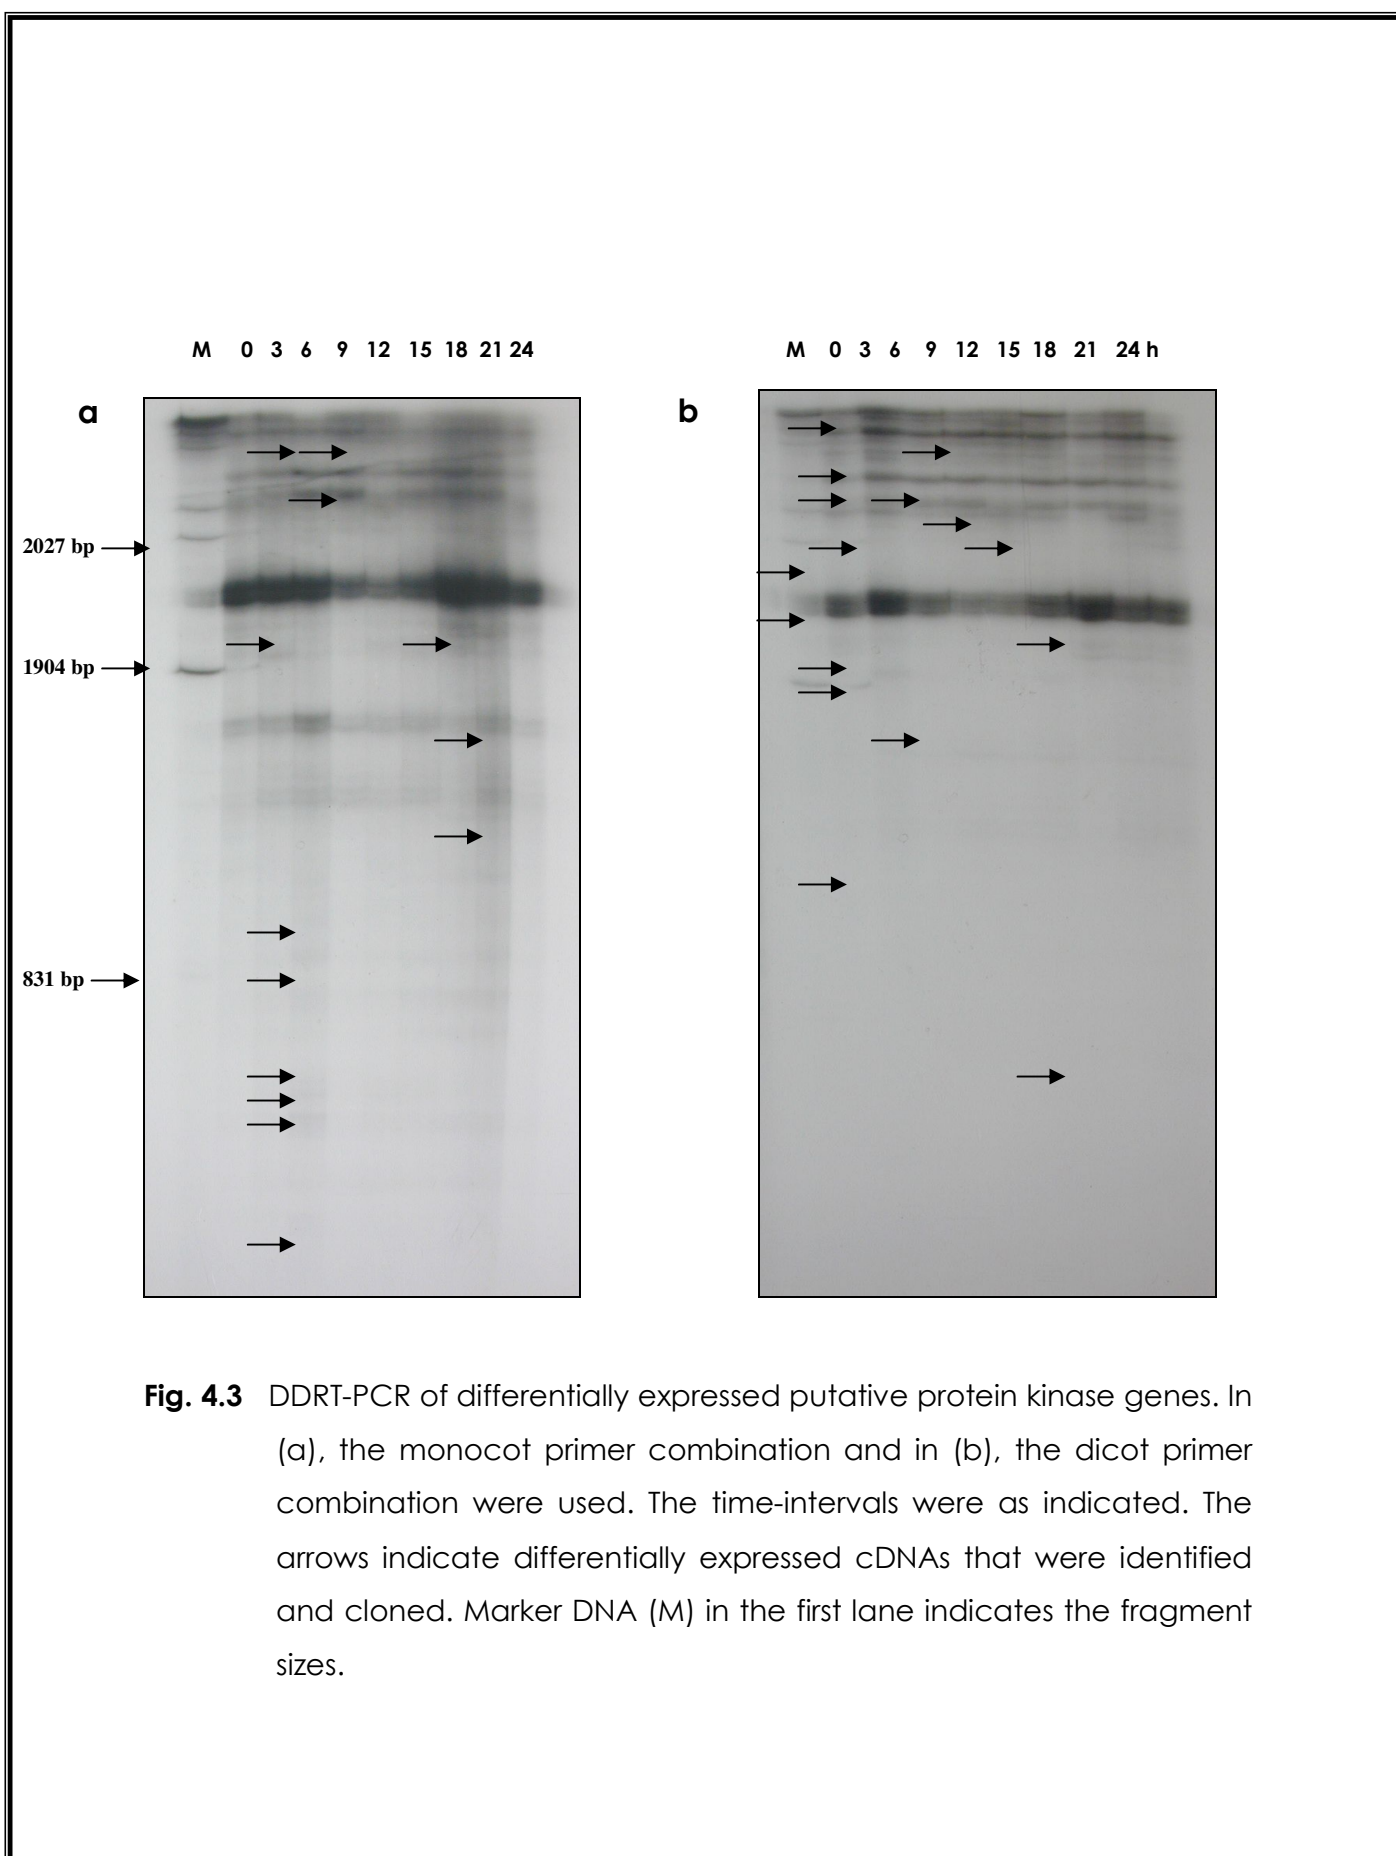 M 0 3 6 9 12 15 18 21 24
M 0 3 6 9 12 15 18 21 24 h
a
b
2027 bp
1904 bp
831 bp
Fig. 4.3 DDRT-PCR of differentially expressed putative protein kinase genes. In
(a), the monocot primer combination and in (b), the dicot primer
combination were used. The time-intervals were as indicated. The
arrows indicate differentially expressed cDNAs that were identified
and cloned. Marker DNA (M) in the first lane indicates the fragment
sizes.